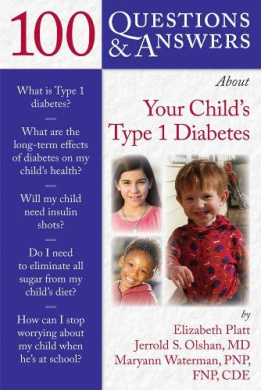 100 QUESTIONS
& ANSWERS
About
Your Child's
Type 1 Diabetes
What is Type 1
diabetes?
What are the
long-term effects
of diabetes on my
child's health?
Will my child
need insulin
shots?
Do I need
to eliminate all
sugar from my
child's diet?
How can I stop
worrying about
my child when
he's at school?
by
Elizabeth Platt
Jerrold S. Olshan, MD
Maryann Waterman, PNP,
FNP, CDE